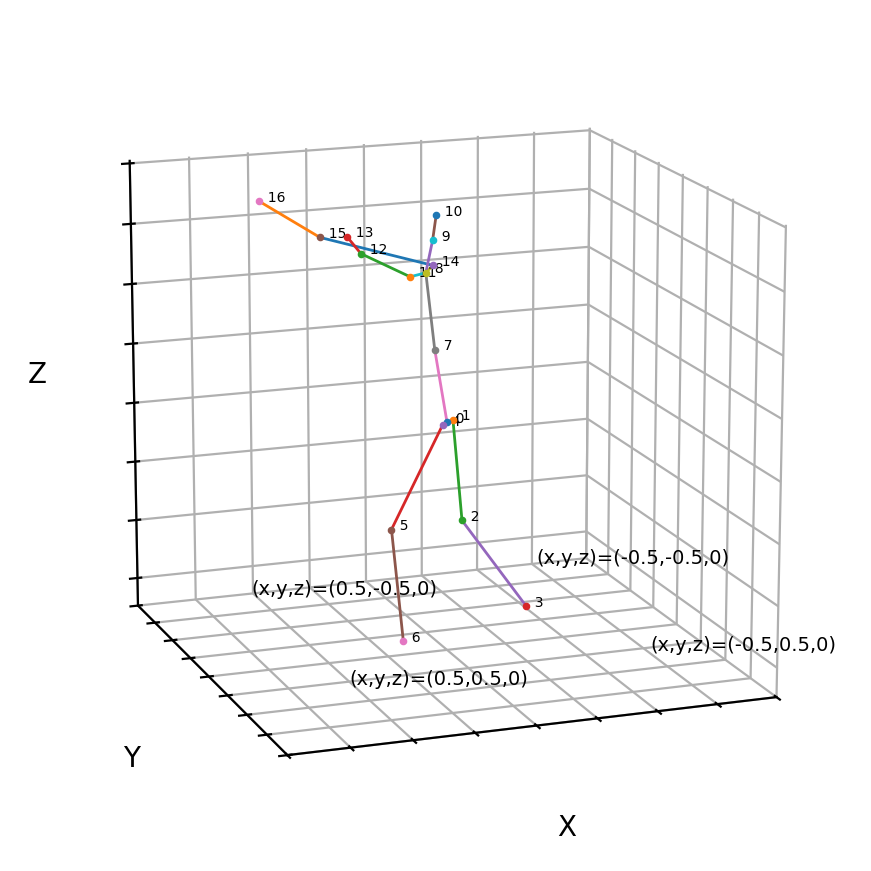 16
10
15 13
9
12
14
11 8
7
1
0
2
5
(x,y,z)=(-0.5,-0.5,0)
(x,y,z)=(0.5,-0.5,0)
3
6
(x,y,z)=(-0.5,0.5,0)
(x,y,z)=(0.5,0.5,0)
Z
Y
X